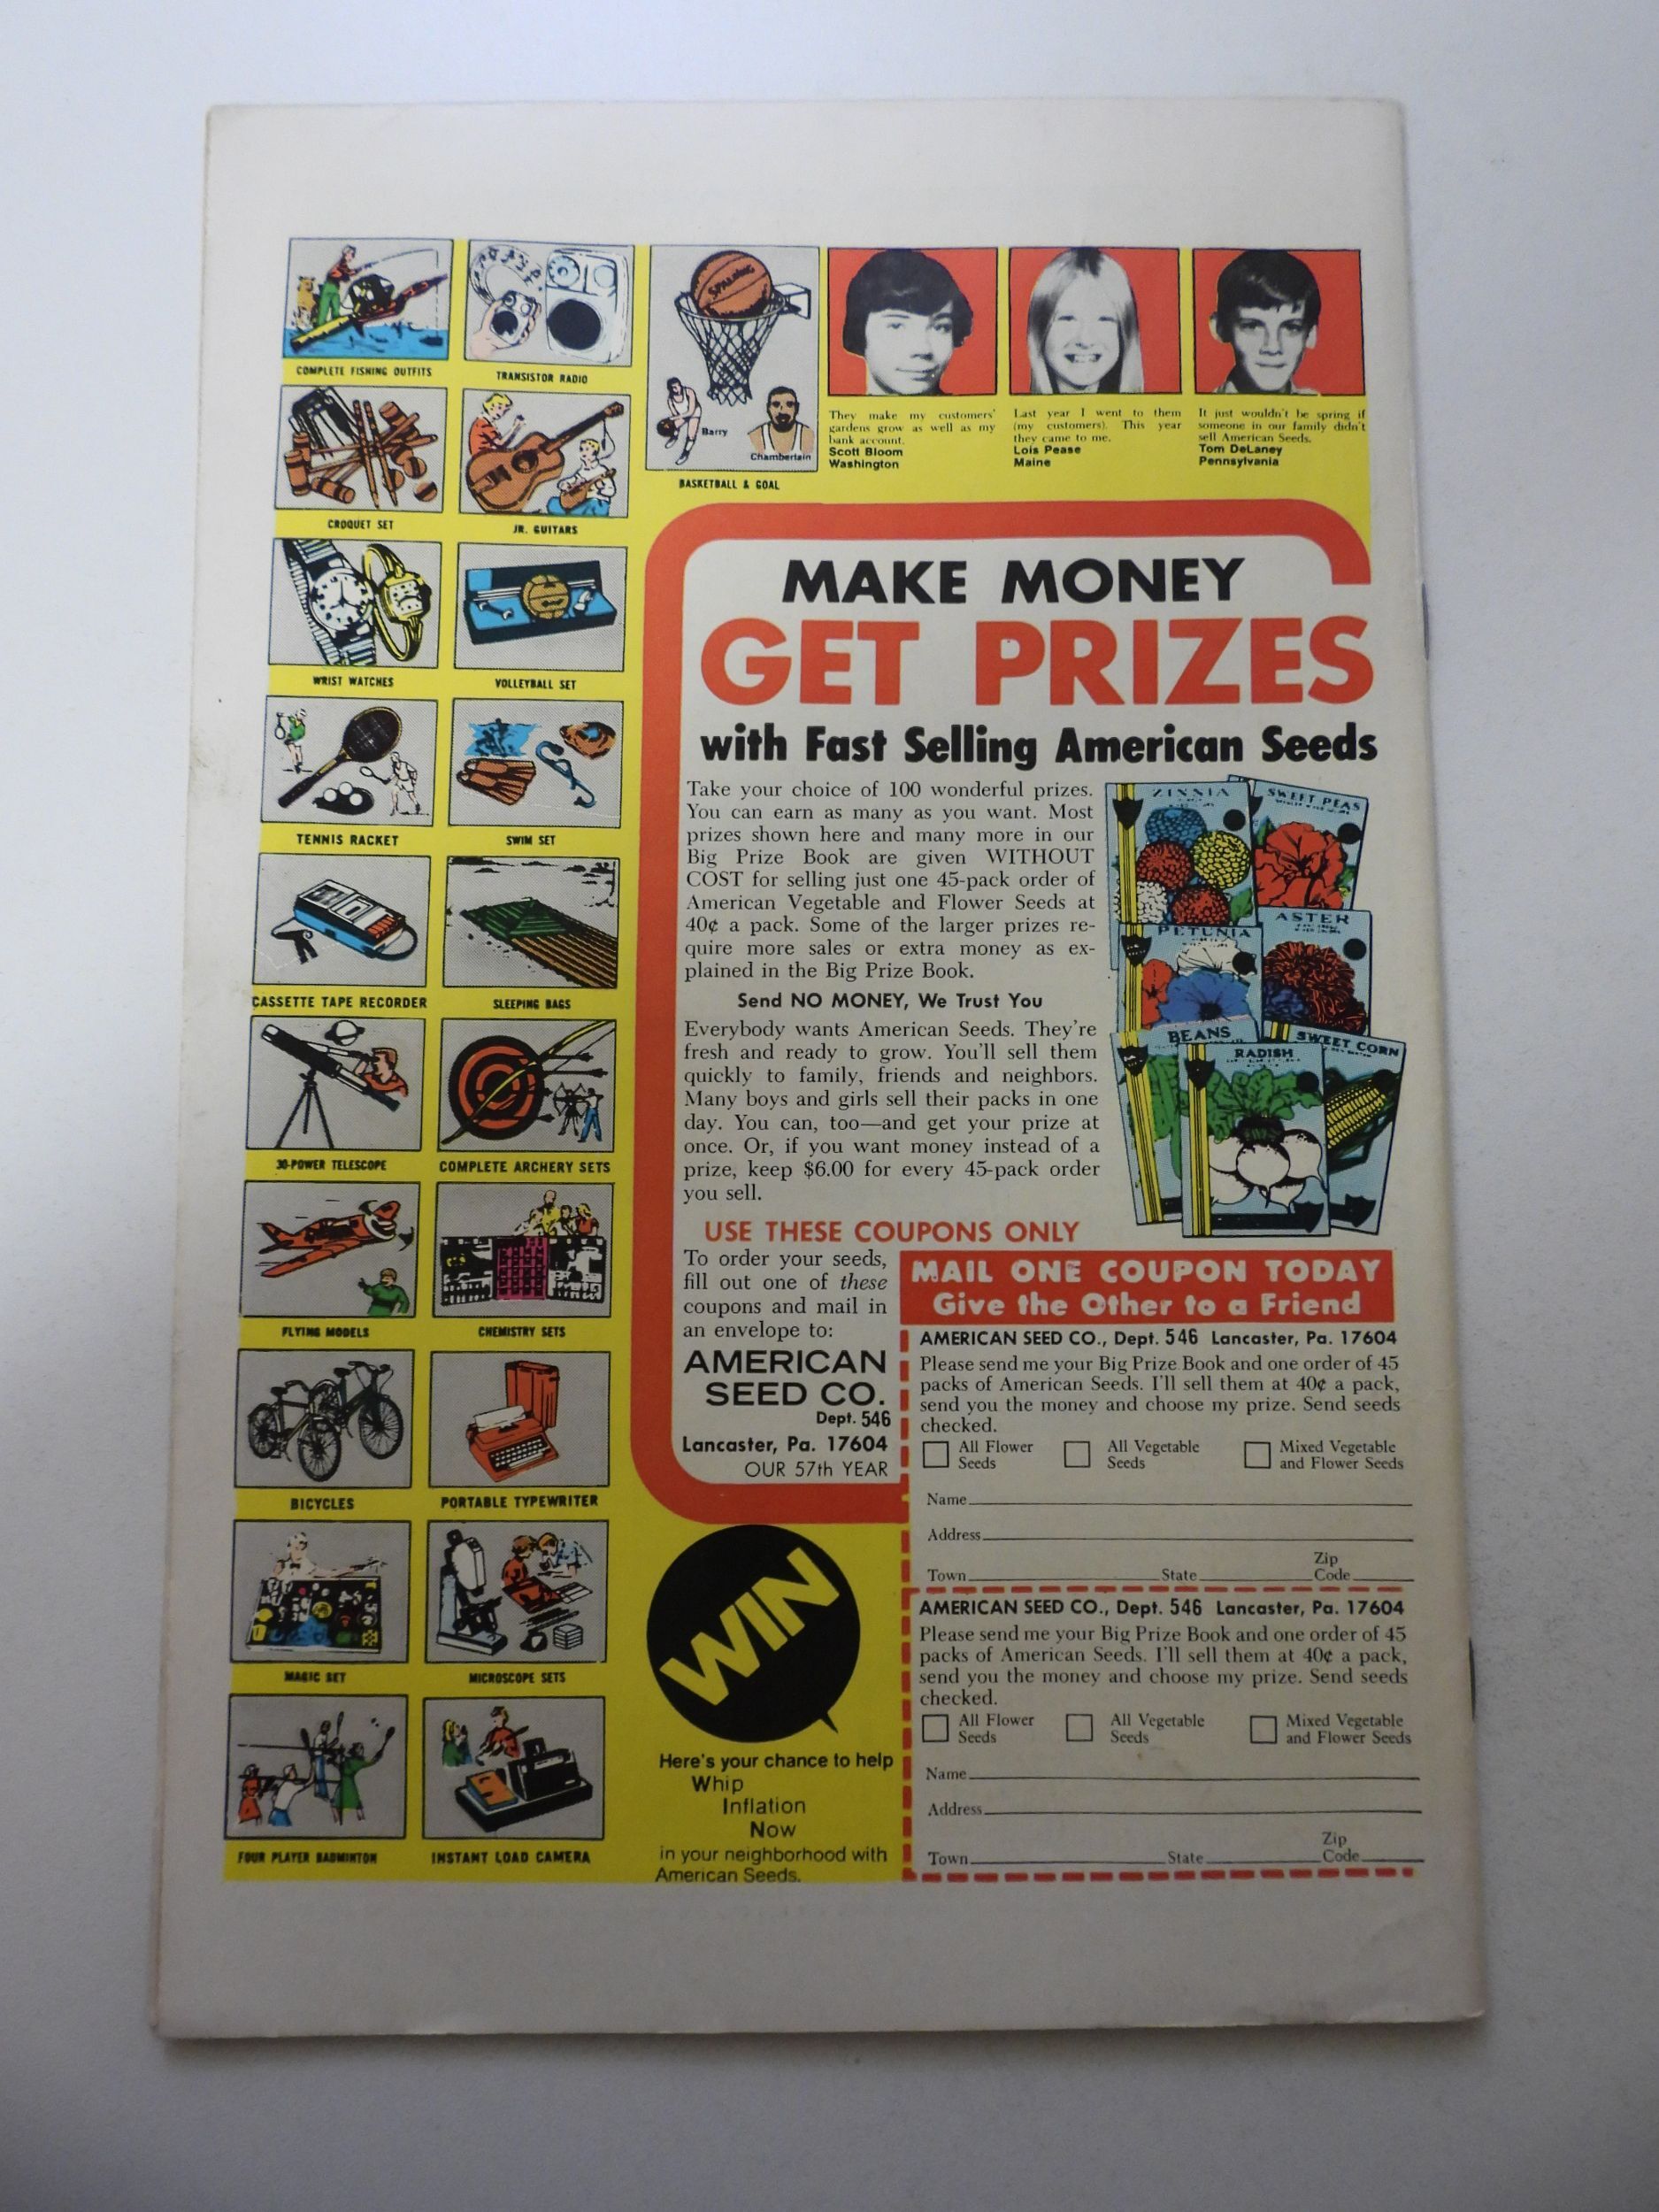 COMPLETE FISHING OUTFITS
TRANSISTOR RADIO
SPALDING
Barry
Chamberlain
BASKETBALL & GOAL
CROQUET SET
JR. GUITARS
WRIST WATCHES
VOLLEYBALL SET
TENNIS RACKET
SWIM SET
CASSETTE TAPE RECORDER
SLEEPING BAGS
30-POWER TELESCOPE
COMPLETE ARCHERY SETS
FLYING MODELS
CHEMISTRY SETS
BICYCLES
PORTABLE TYPEWRITER
MAGIC SET
MICROSCOPE SETS
FOUR PLAYER BADMINTON
INSTANT LOAD CAMERA
They make my customers'
gardens grow as well as my
bank account.
Scott Bloom
Washington
Last year I went to them
(my customers). This year
they came to me.
Lois Pease
Maine
It just wouldn't be spring if
someone in our family didn't
sell American Seeds.
Tom DeLaney
Pennsylvania
MAKE MONEY
GET PRIZES
with Fast Selling American Seeds
Take your choice of 100 wonderful prizes.
You can earn as many as you want. Most
prizes shown here and many more in our
Big Prize Book are given WITHOUT
COST for selling just one 45-pack order of
American Vegetable and Flower Seeds at
40¢ a pack. Some of the larger prizes re-
quire more sales or extra money as ex-
plained in the Big Prize Book.
Send NO MONEY, We Trust You
Everybody wants American Seeds. They're
fresh and ready to grow. You'll sell them
quickly to family, friends and neighbors.
Many boys and girls sell their packs in one
day. You can, too—and get your prize at
once. Or, if you want money instead of a
prize, keep $6.00 for every 45-pack order
you sell.
ZINNIA
SWEET PEAS
PETUNIA
ASTER
BEANS
RADISH
SWEET CORN
USE THESE COUPONS ONLY
To order your seeds,
fill out one of these
coupons and mail in
an envelope to:
AMERICAN
SEED CO.
Dept. 546
Lancaster, Pa. 17604
OUR 57th YEAR
MAIL ONE COUPON TODAY
Give the Other to a Friend
AMERICAN SEED CO., Dept. 546 Lancaster, Pa. 17604
Please send me your Big Prize Book and one order of 45
packs of American Seeds. I'll sell them at 40¢ a pack,
send you the money and choose my prize. Send seeds
checked.
All Flower Seeds
All Vegetable Seeds
Mixed Vegetable and Flower Seeds
Name
Address
Town State Zip Code
AMERICAN SEED CO., Dept. 546 Lancaster, Pa. 17604
Please send me your Big Prize Book and one order of 45
packs of American Seeds. I'll sell them at 40¢ a pack,
send you the money and choose my prize. Send seeds
checked.
All Flower Seeds
All Vegetable Seeds
Mixed Vegetable and Flower Seeds
Name
Address
Town State Zip Code
WIN
Here's your chance to help
Whip
Inflation
Now
in your neighborhood with
American Seeds.